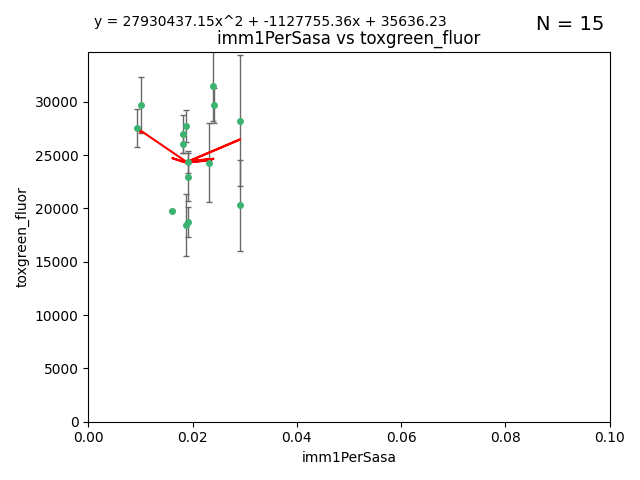 y = 27930437.15x^2 + -1127755.36x + 35636.23
N = 15
imm1PerSasa vs toxgreen_fluor
30000
25000
20000
15000
10000
5000
0
toxgreen_fluor
0.00
0.02
0.04
0.06
0.08
0.10
imm1PerSasa